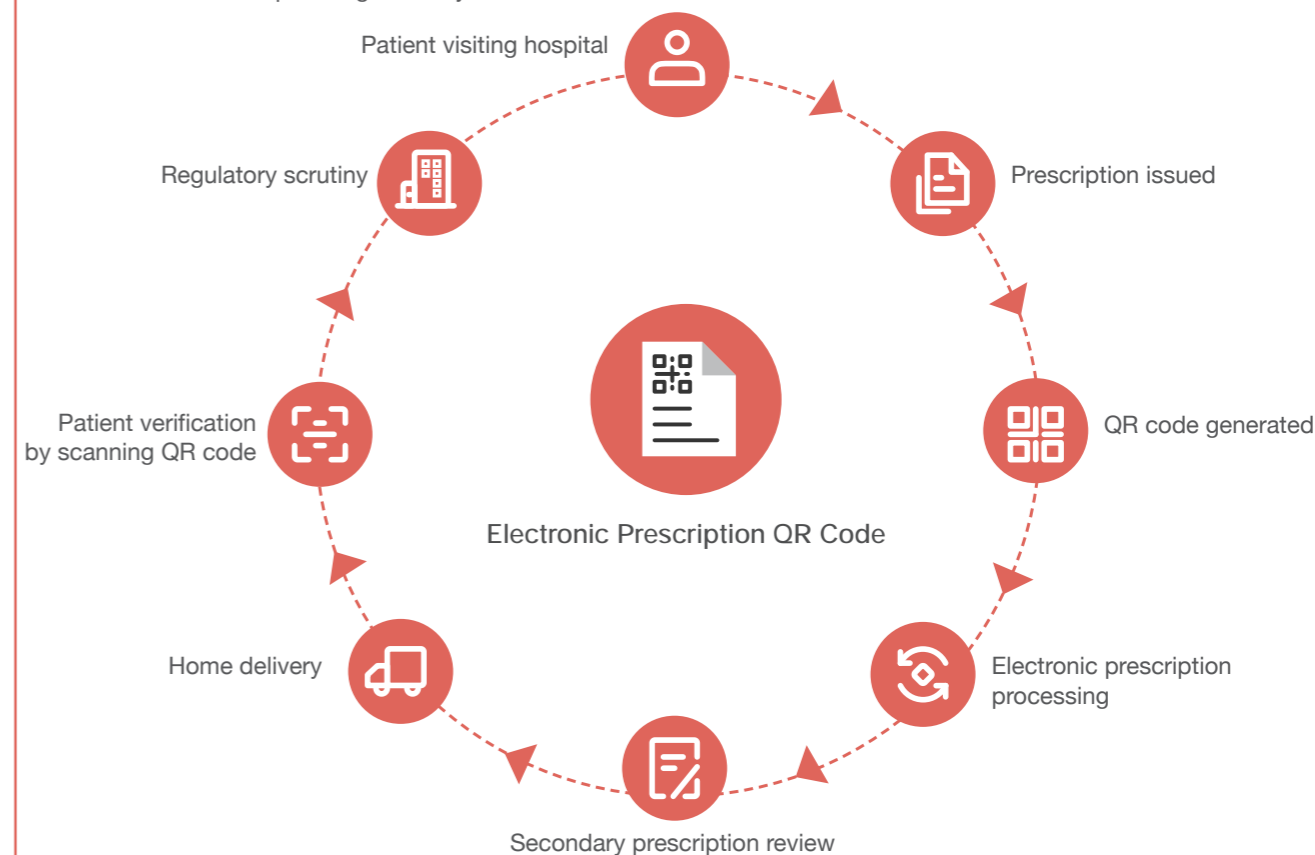 Patient visiting hospital
Prescription issued
Regulatory scrutiny
QR code generated
Patient verification
by scanning QR code
Electronic Prescription QR Code
Electronic prescription
processing
Home delivery
Secondary prescription review